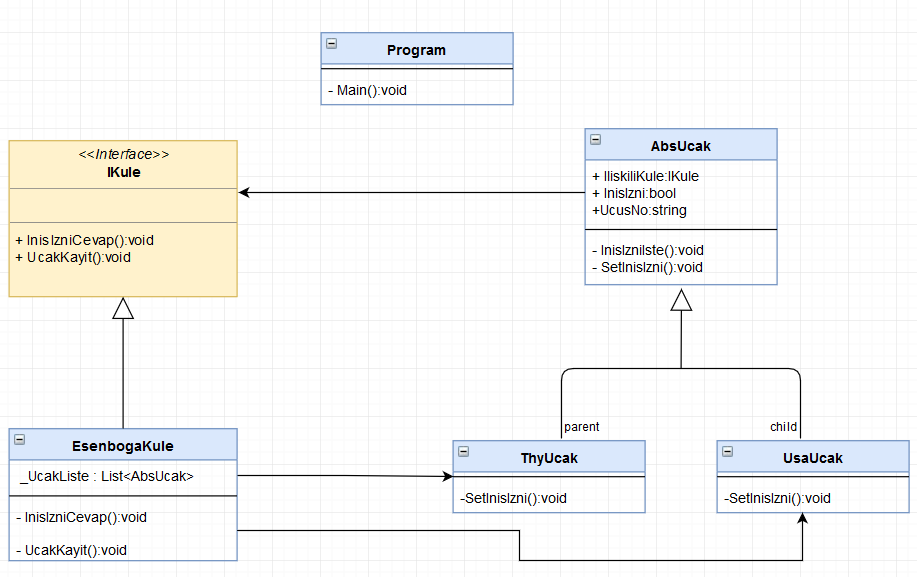 Program
- Main():void
<<Interface>>
IKule
+ InisIzniCevap():void
+ UcakKayit():void
AbsUcak
+ IliskiliKule:IKule
+ InisIzni:bool
+UcusNo:string
- InisIzniIste():void
- SetInisIzni():void
parent
child
EsenbogaKule
_UcakListe : List<AbsUcak>
- InisIzniCevap():void
- UcakKayit():void
ThyUcak
-SetInisIzni():void
UsaUcak
-SetInisIzni():void